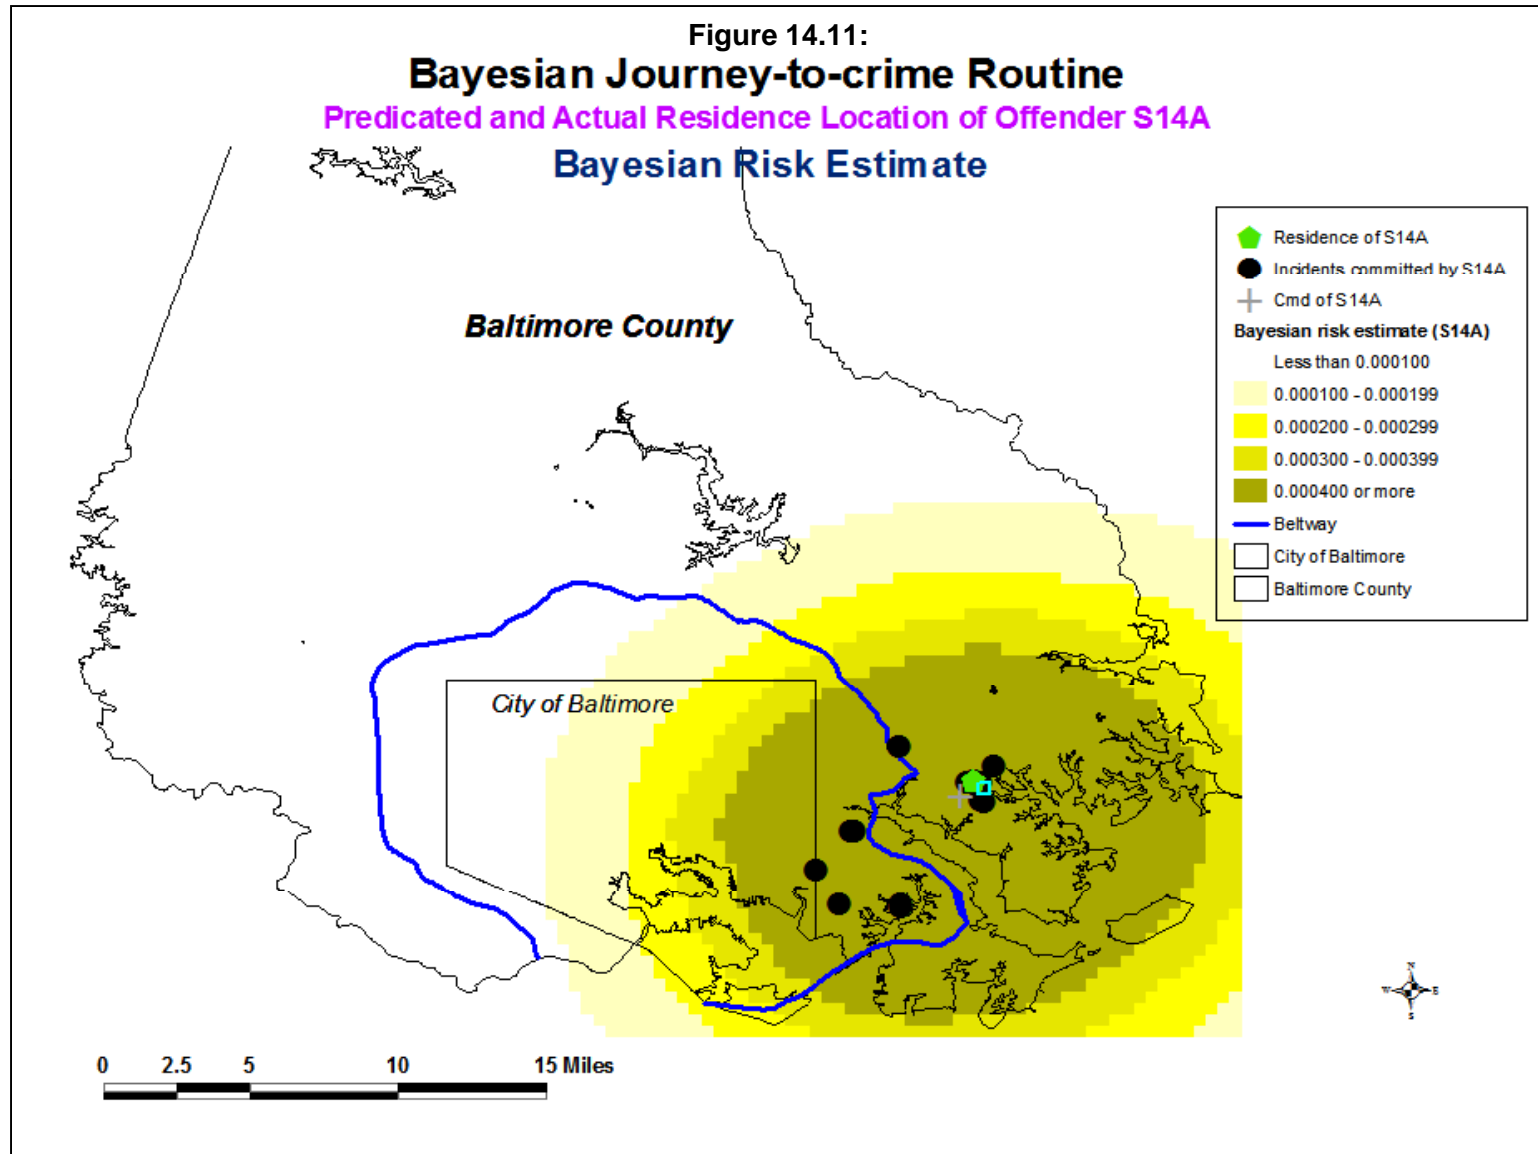 Figure 14.11:
Bayesian Journey-to-crime Routine
Predicated and Actual Residence Location of Offender S14A
Bayesian Risk Estimate
Residence of S14A
Incidents committed by S14A
Cmd of S14A
Bayesian risk estimate (S14A)
Less than 0.000100
0.000100 - 0.000199
0.000200 - 0.000299
0.000300 - 0.000399
0.000400 or more
Beltway
City of Baltimore
Baltimore County
Baltimore County
City of Baltimore
N
W E
S
0 2.5 5 10 15 Miles